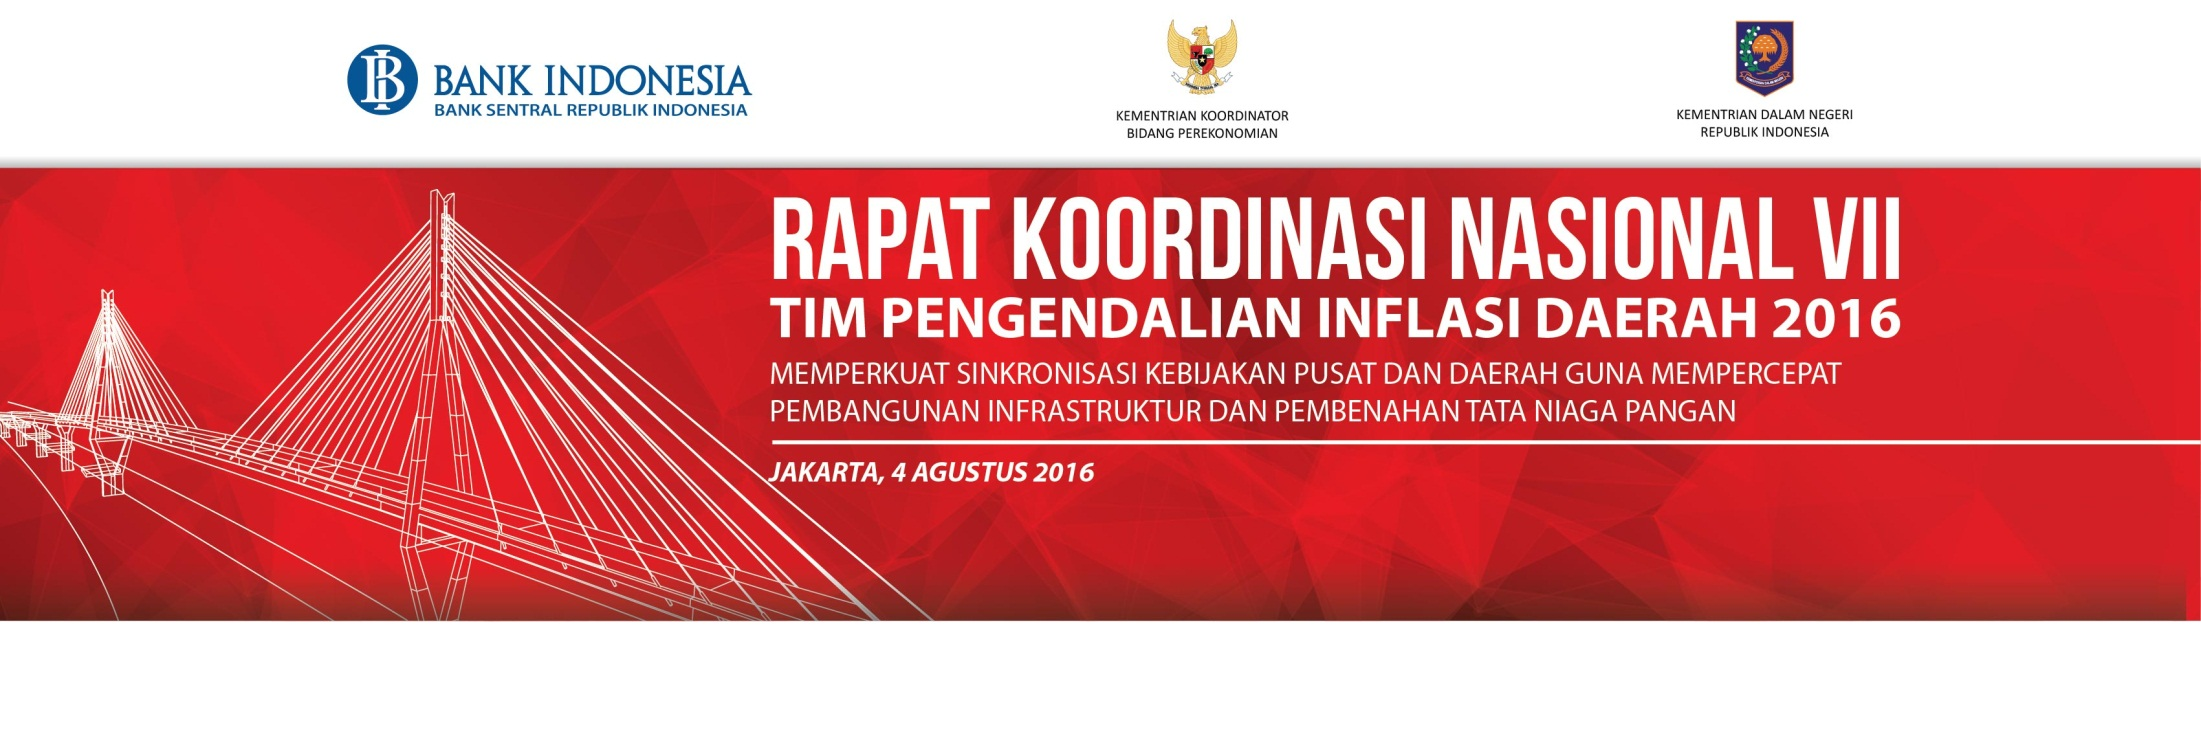 BANK INDONESIA
BANK SENTRAL REPUBLIK INDONESIA
KEMENTRIAN KOORDINATOR
BIDANG PEREKONOMIAN
KEMENTRIAN DALAM NEGERI
REPUBLIK INDONESIA
RAPAT KOORDINASI NASIONAL VII
TIM PENGENDALIAN INFLASI DAERAH 2016
MEMPERKUAT SINKRONISASI KEBIJAKAN PUSAT DAN DAERAH GUNA MEMPERCEPAT
PEMBANGUNAN INFRASTRUKTUR DAN PEMBENAHAN TATA NIAGA PANGAN
JAKARTA, 4 AGUSTUS 2016